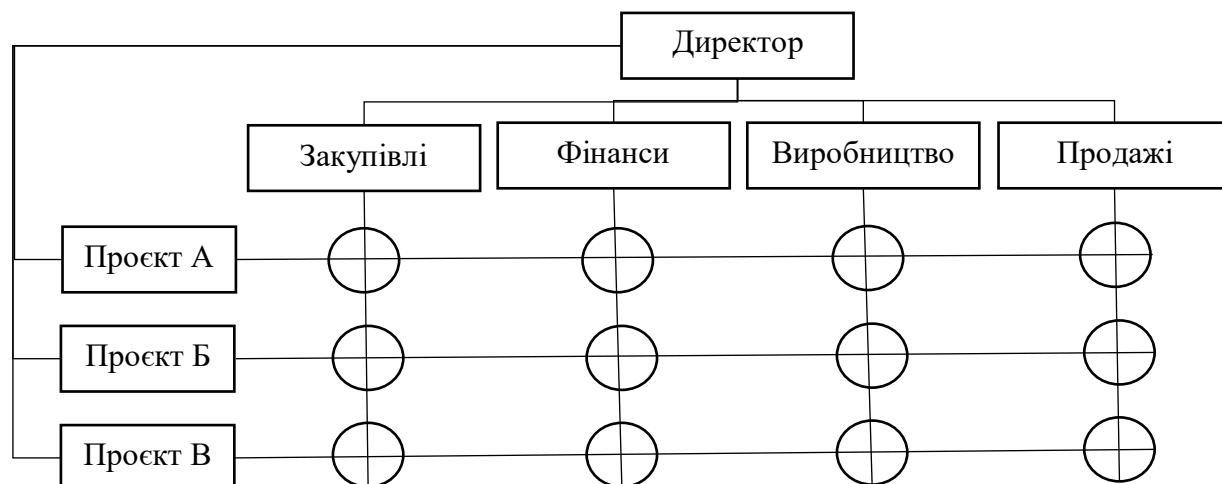 Директор
Закупівлі
Фінанси
Виробництво
Продажі
Проєкт А
Проєкт Б
Проєкт В